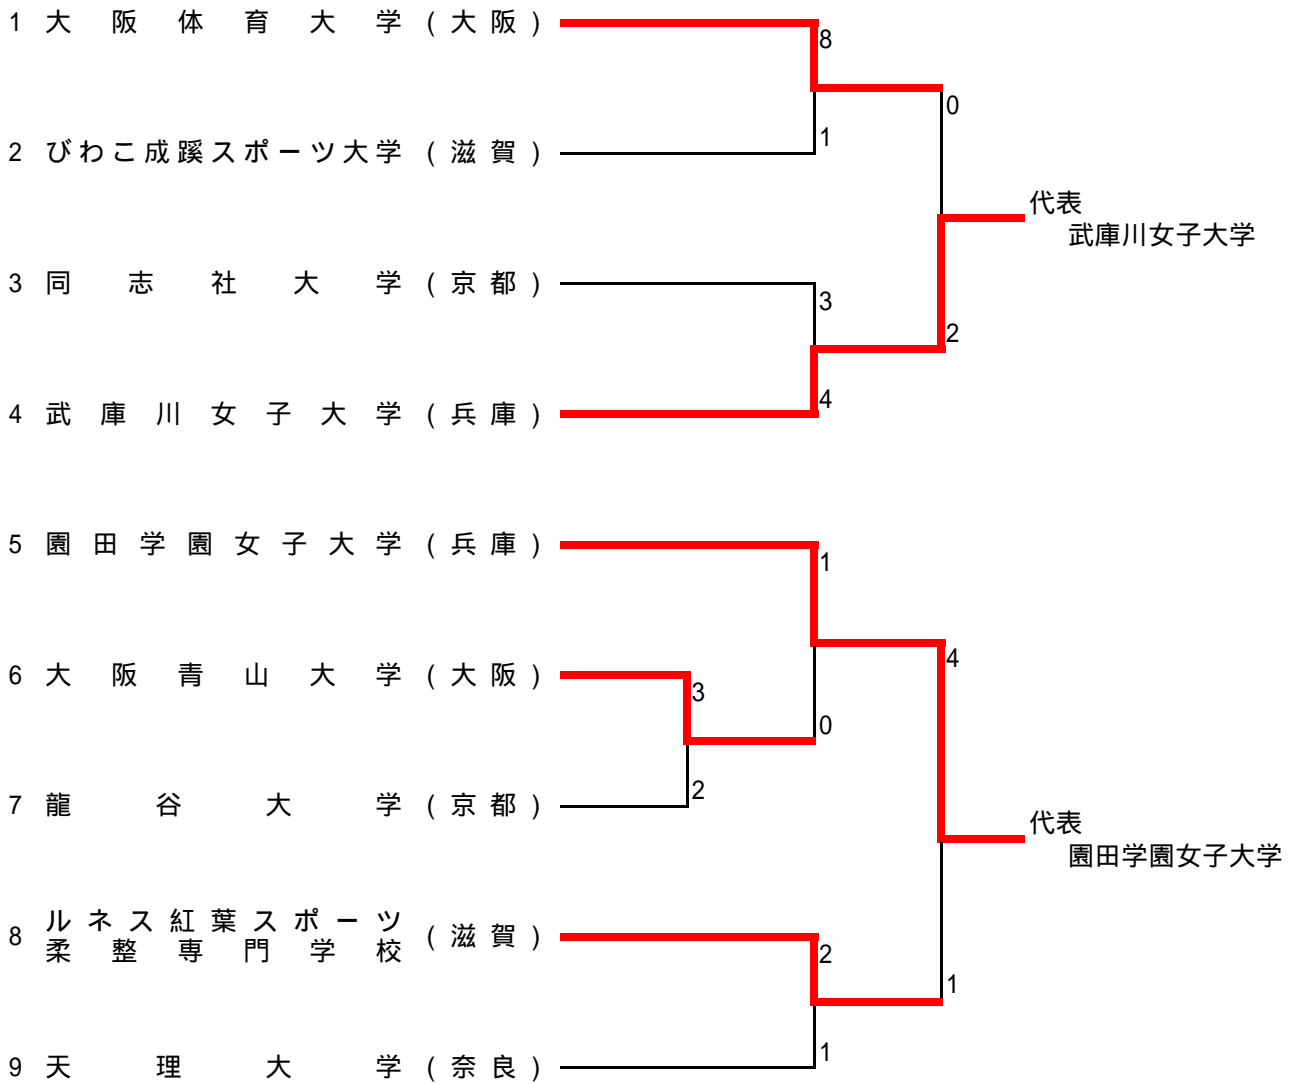 1 大阪体育大学 (大阪)
8
0
1
2 びわこ成蹊スポーツ大学 (滋賀)
代表
武庫川女子大学
3 同志社大学 (京都)
3
2
4
4 武庫川女子大学 (兵庫)
5 園田学園女子大学 (兵庫)
1
4
6 大阪青山大学 (大阪)
3
0
2
7 龍谷大学 (京都)
代表
園田学園女子大学
ルネス紅葉スポーツ
8 柔整専門学校 (滋賀)
2
1
1
9 天理大学 (奈良)